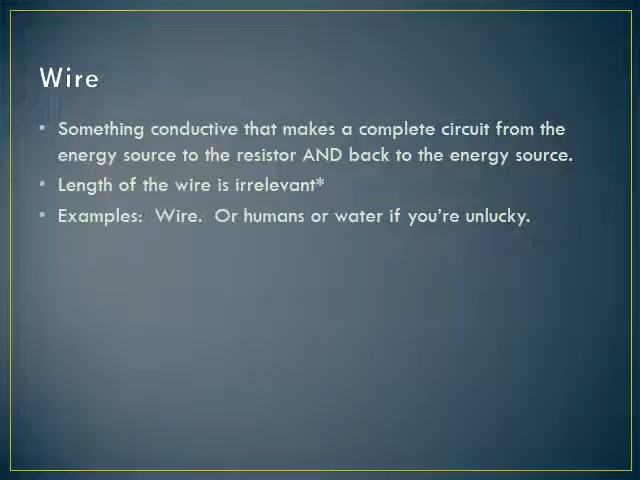 Wire
• Something conductive that makes a complete circuit from the
energy source to the resistor AND back to the energy source.
• Length of the wire is irrelevant*
• Examples:  Wire.  Or humans or water if you're unlucky.